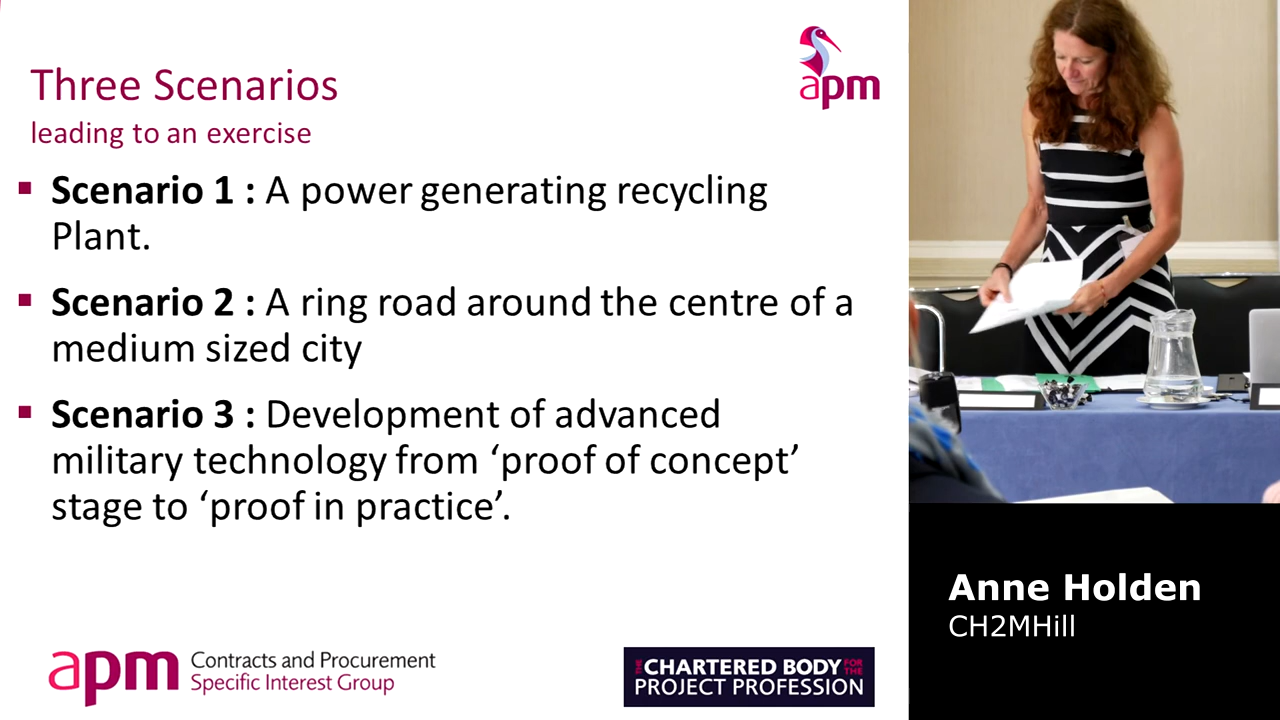 Three Scenarios
leading to an exercise
apm
▪ Scenario 1 : A power generating recycling
Plant.
▪ Scenario 2 : A ring road around the centre of a
medium sized city
▪ Scenario 3 : Development of advanced
military technology from ‘proof of concept’
stage to ‘proof in practice’.
apm Contracts and Procurement
Specific Interest Group
THE CHARTERED BODY FOR THE
PROJECT PROFESSION
Anne Holden
CH2MHill